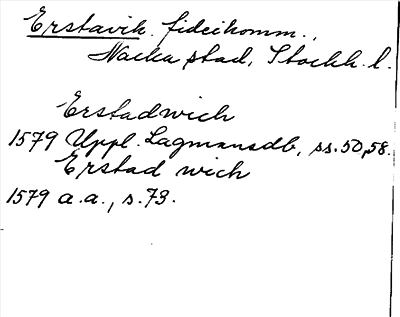 Erstavik. fideikomm.,
Nacka stad, Stockh. l.
Erstadwich
1579 Uppl. Lagmansdb, ss. 50, 58.
Erstad wich
1579 a.a., s. 73.